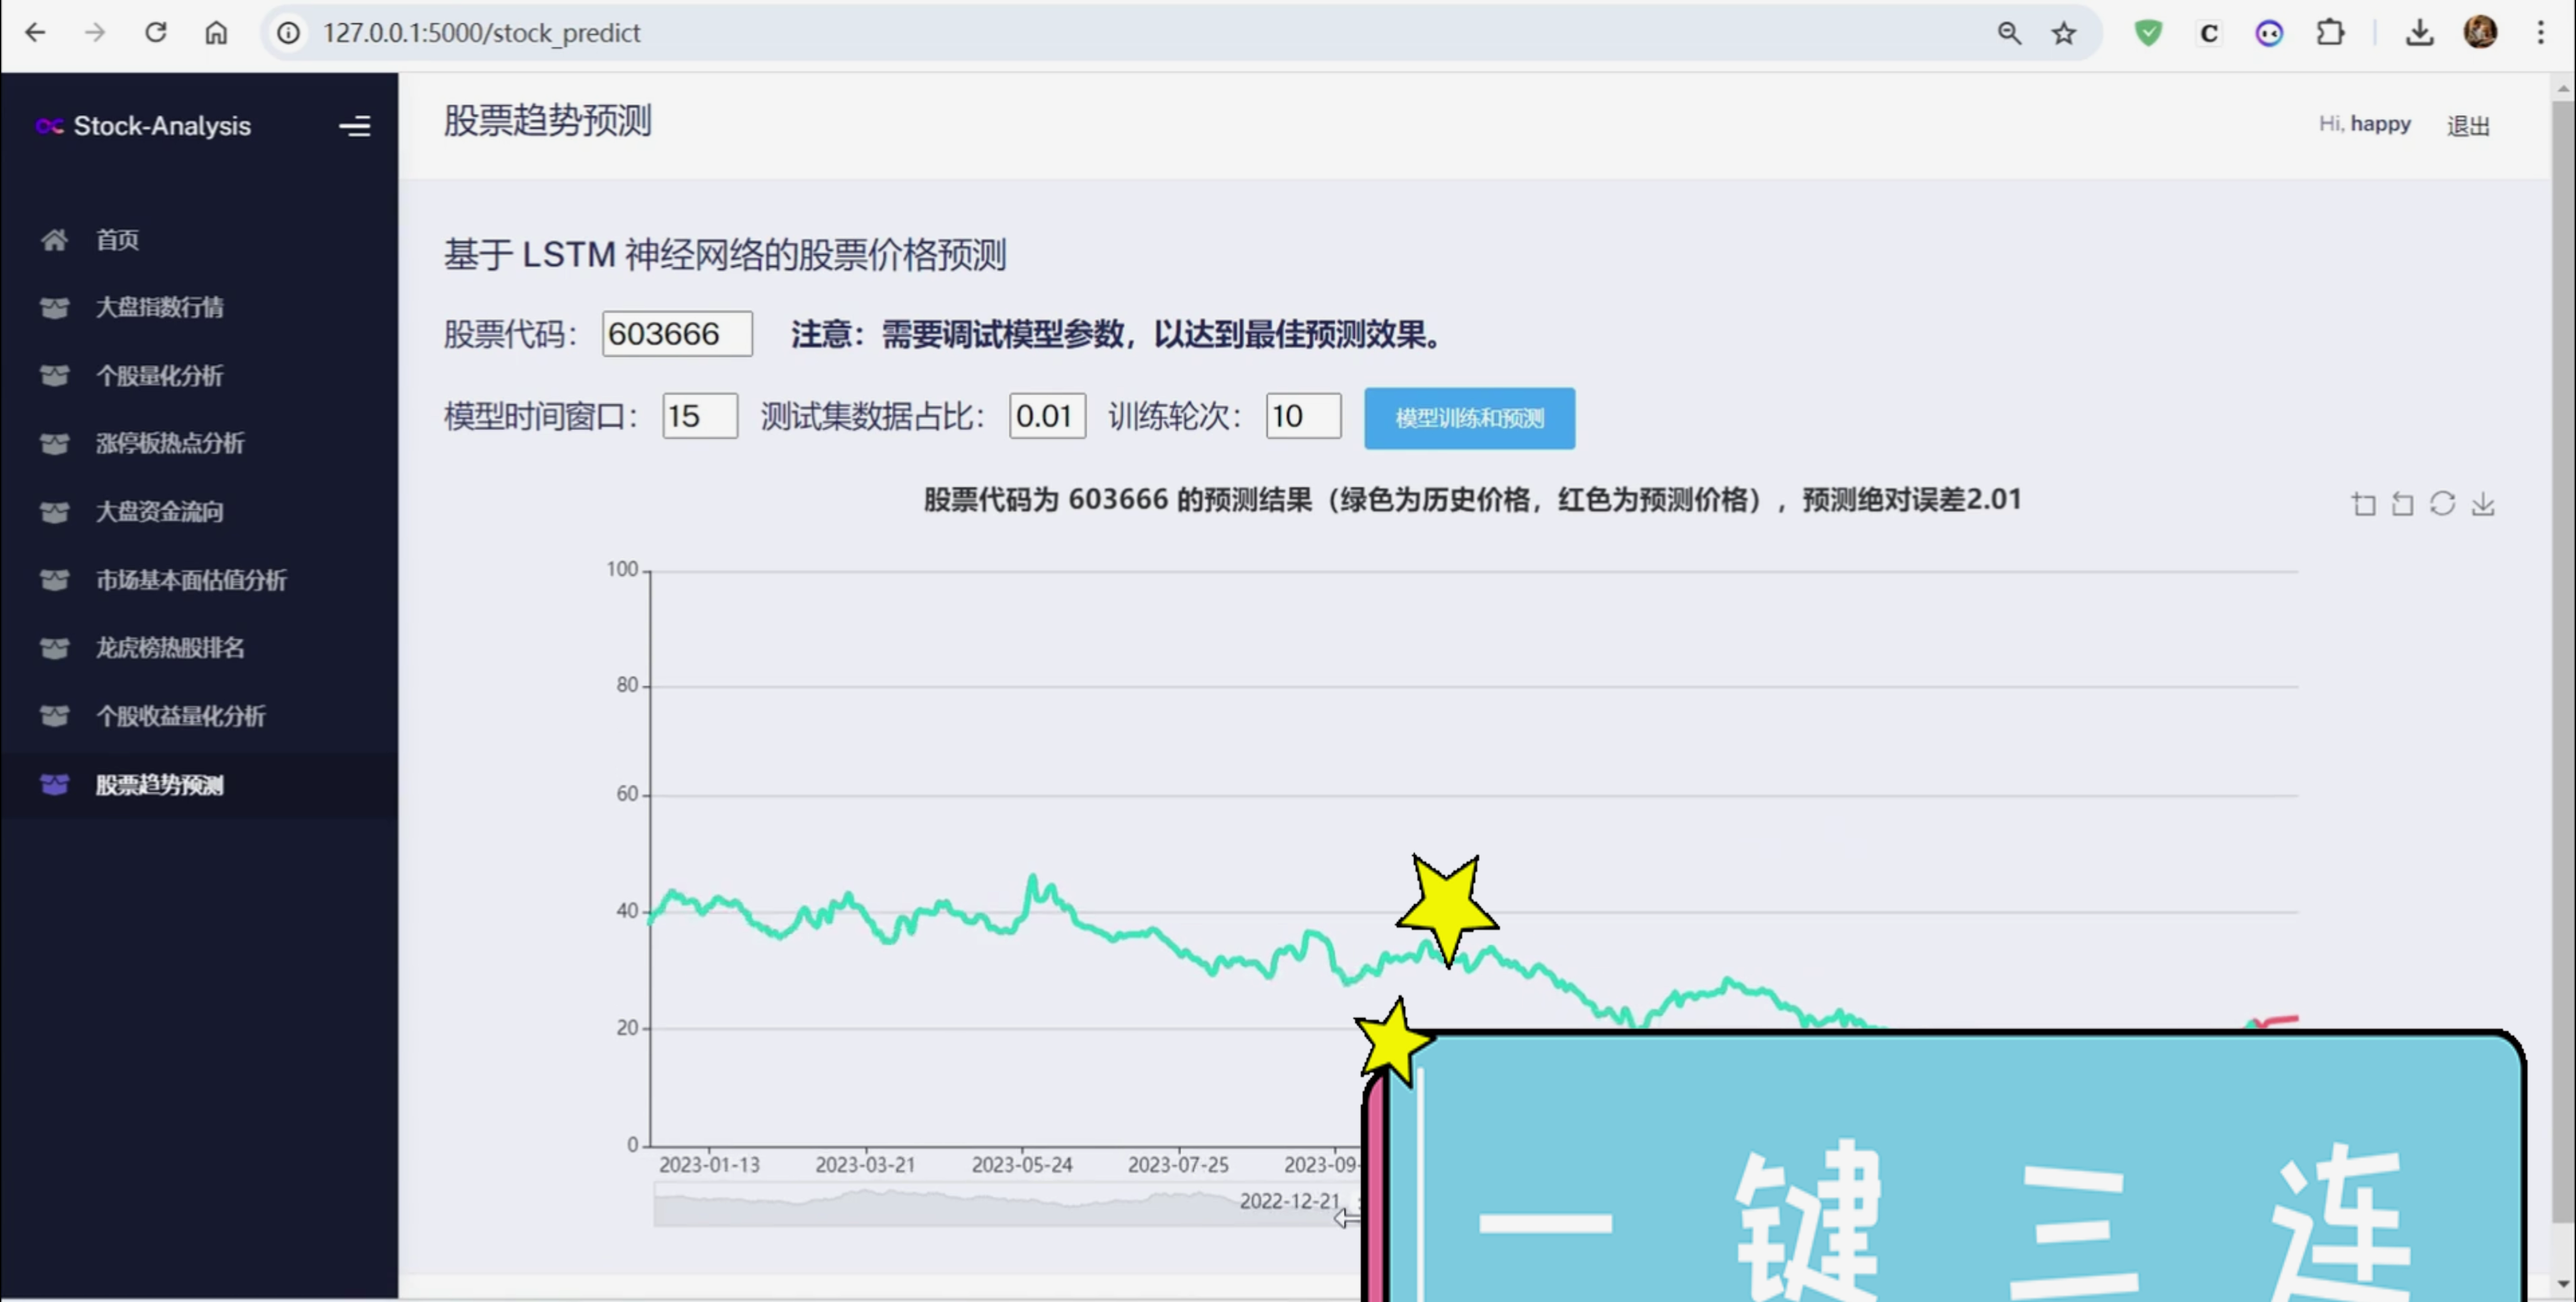 127.0.0.1:5000/stock_predict
Stock-Analysis
股票趋势预测
Hi, happy 退出
首页
大盘指数行情
个股量化分析
涨停板热点分析
大盘资金流向
市场基本面估值分析
龙虎榜热股排名
个股收益量化分析
股票趋势预测
基于 LSTM 神经网络的股票价格预测
股票代码： 603666 注意：需要调试模型参数，以达到最佳预测效果。
模型时间窗口： 15 测试集数据占比： 0.01 训练轮次： 10 模型训练和预测
股票代码为 603666 的预测结果（绿色为历史价格，红色为预测价格），预测绝对误差2.01
100
80
60
40
20
0
2023-01-13 2023-03-21 2023-05-24 2023-07-25 2023-09-
2022-12-21
一键三连